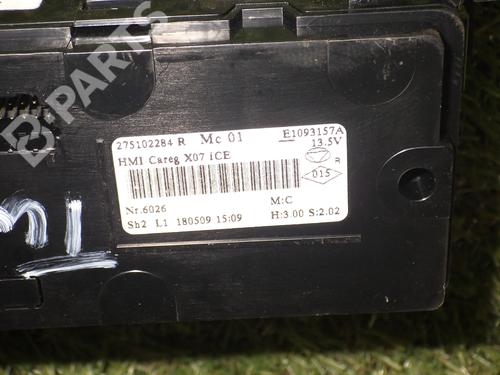 275102284 R Mc 01 E1093157A
13.5V
HMI Careg X07 ICE
R
015
Nr.6026 M:C
Sh2 L1 180509 15:09 H:3.00 S:2.02